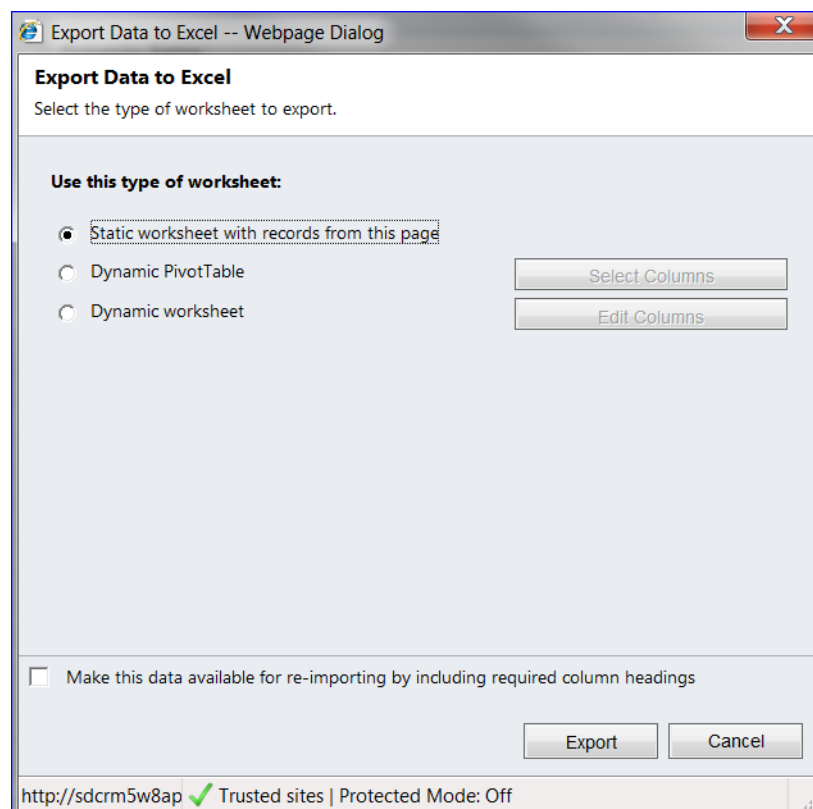 Export Data to Excel -- Webpage Dialog
X
Export Data to Excel
Select the type of worksheet to export.
Use this type of worksheet:
Static worksheet with records from this page
Dynamic PivotTable
Select Columns
Dynamic worksheet
Edit Columns
Make this data available for re-importing by including required column headings
Export
Cancel
http://sdcrm5w8ap Trusted sites | Protected Mode: Off